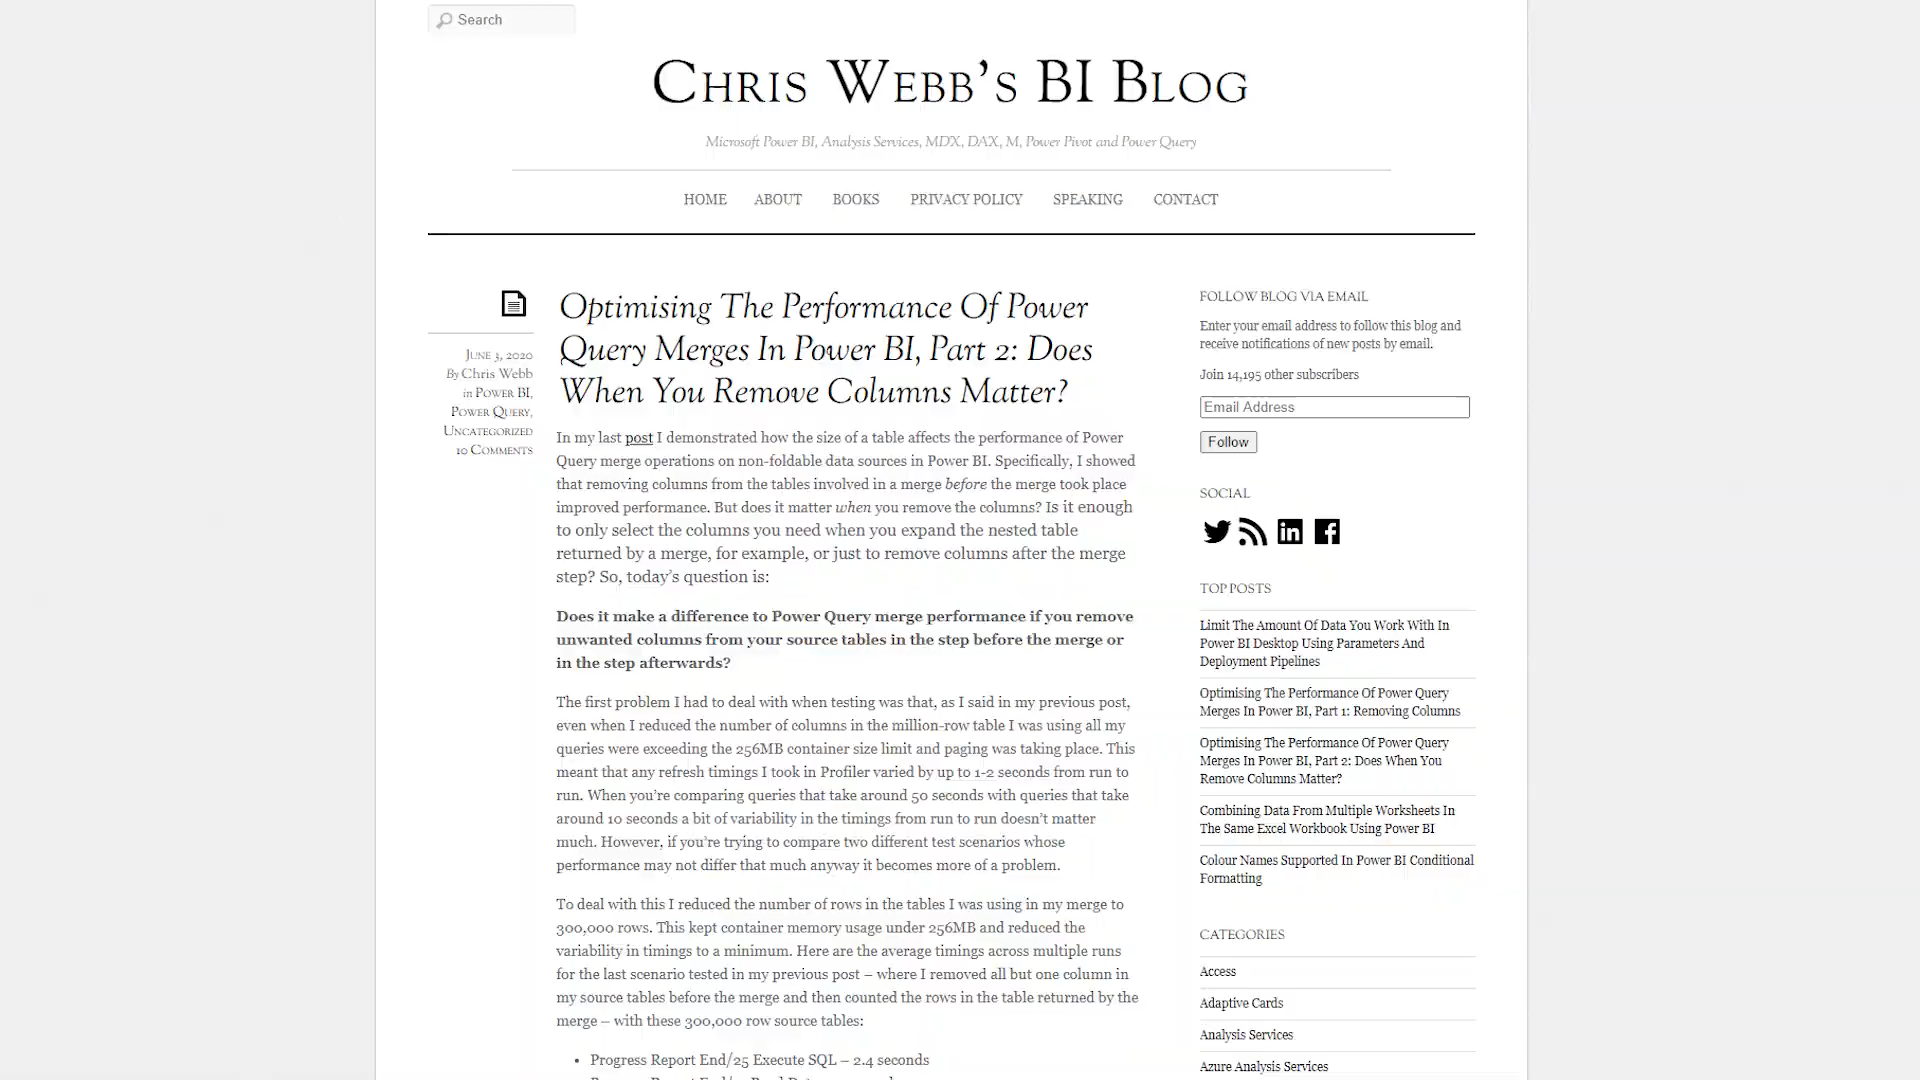 Search
Chris Webb's BI Blog
Microsoft Power BI, Analysis Services, MDX, DAX, M, Power Pivot and Power Query
HOME ABOUT BOOKS PRIVACY POLICY SPEAKING CONTACT
June 3, 2020
By Chris Webb
in Power BI,
Power Query,
Uncategorized
10 Comments
Optimising The Performance Of Power
Query Merges In Power BI, Part 2: Does
When You Remove Columns Matter?
In my last post I demonstrated how the size of a table affects the performance of Power
Query merge operations on non-foldable data sources in Power BI. Specifically, I showed
that removing columns from the tables involved in a merge before the merge took place
improved performance. But does it matter when you remove the columns? Is it enough
to only select the columns you need when you expand the nested table
returned by a merge, for example, or just to remove columns after the merge
step? So, today's question is:
Does it make a difference to Power Query merge performance if you remove
unwanted columns from your source tables in the step before the merge or
in the step afterwards?
The first problem I had to deal with when testing was that, as I said in my previous post,
even when I reduced the number of columns in the million-row table I was using all my
queries were exceeding the 256MB container size limit and paging was taking place. This
meant that any refresh timings I took in Profiler varied by up to 1-2 seconds from run to
run. When you're comparing queries that take around 50 seconds with queries that take
around 10 seconds a bit of variability in the timings from run to run doesn't matter
much. However, if you're trying to compare two different test scenarios whose
performance may not differ that much anyway it becomes more of a problem.
To deal with this I reduced the number of rows in the tables I was using in my merge to
300,000 rows. This kept container memory usage under 256MB and reduced the
variability in timings to a minimum. Here are the average timings across multiple runs
for the last scenario tested in my previous post – where I removed all but one column in
my source tables before the merge and then counted the rows in the table returned by the
merge – with these 300,000 row source tables:
• Progress Report End/25 Execute SQL – 2.4 seconds
FOLLOW BLOG VIA EMAIL
Enter your email address to follow this blog and
receive notifications of new posts by email.
Join 14,195 other subscribers
Email Address
Follow
SOCIAL
in
TOP POSTS
Limit The Amount Of Data You Work With In
Power BI Desktop Using Parameters And
Deployment Pipelines
Optimising The Performance Of Power Query
Merges In Power BI, Part 1: Removing Columns
Optimising The Performance Of Power Query
Merges In Power BI, Part 2: Does When You
Remove Columns Matter?
Combining Data From Multiple Worksheets In
The Same Excel Workbook Using Power BI
Colour Names Supported In Power BI Conditional
Formatting
CATEGORIES
Access
Adaptive Cards
Analysis Services
Azure Analysis Services